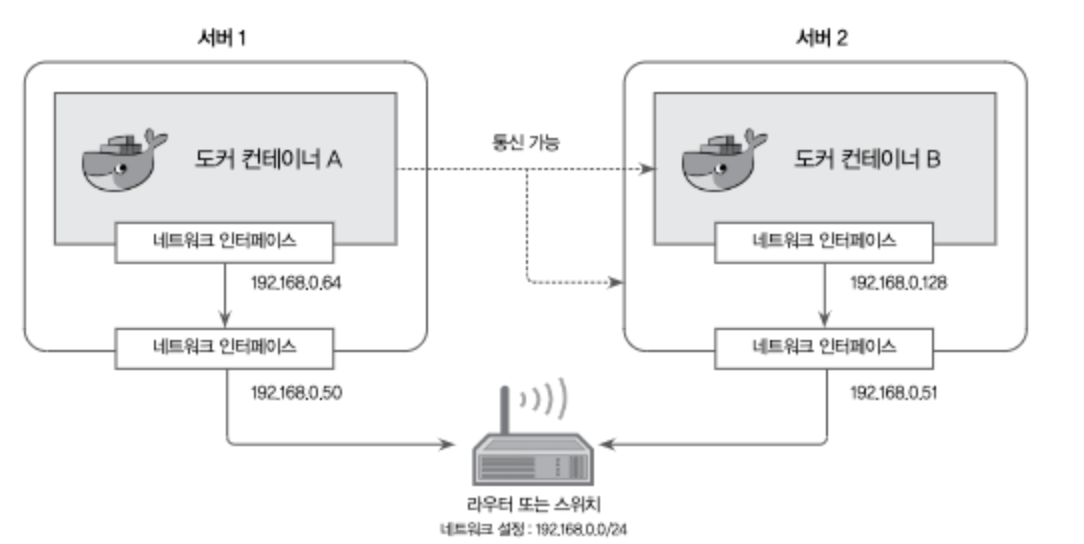 서버 1
서버 2
도커 컨테이너 A
통신 가능
도커 컨테이너 B
네트워크 인터페이스
네트워크 인터페이스
192.168.0.64
192.168.0.128
네트워크 인터페이스
네트워크 인터페이스
192.168.0.50
192.168.0.51
라우터 또는 스위치
네트워크 설정 : 192.168.0.0/24